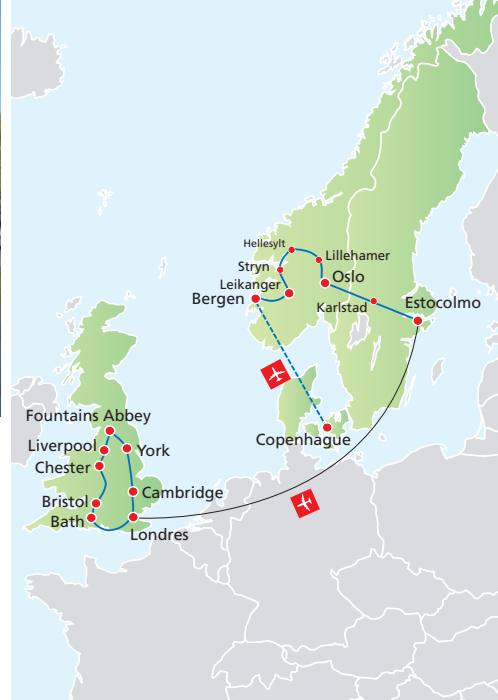 Hellesylt
Lillehamer
Stryn
Oslo
Leikanger
Bergen
Karlstad
Estocolmo
Copenhague
Fountains Abbey
Liverpool
York
Chester
Cambridge
Bristol
Bath
Londres